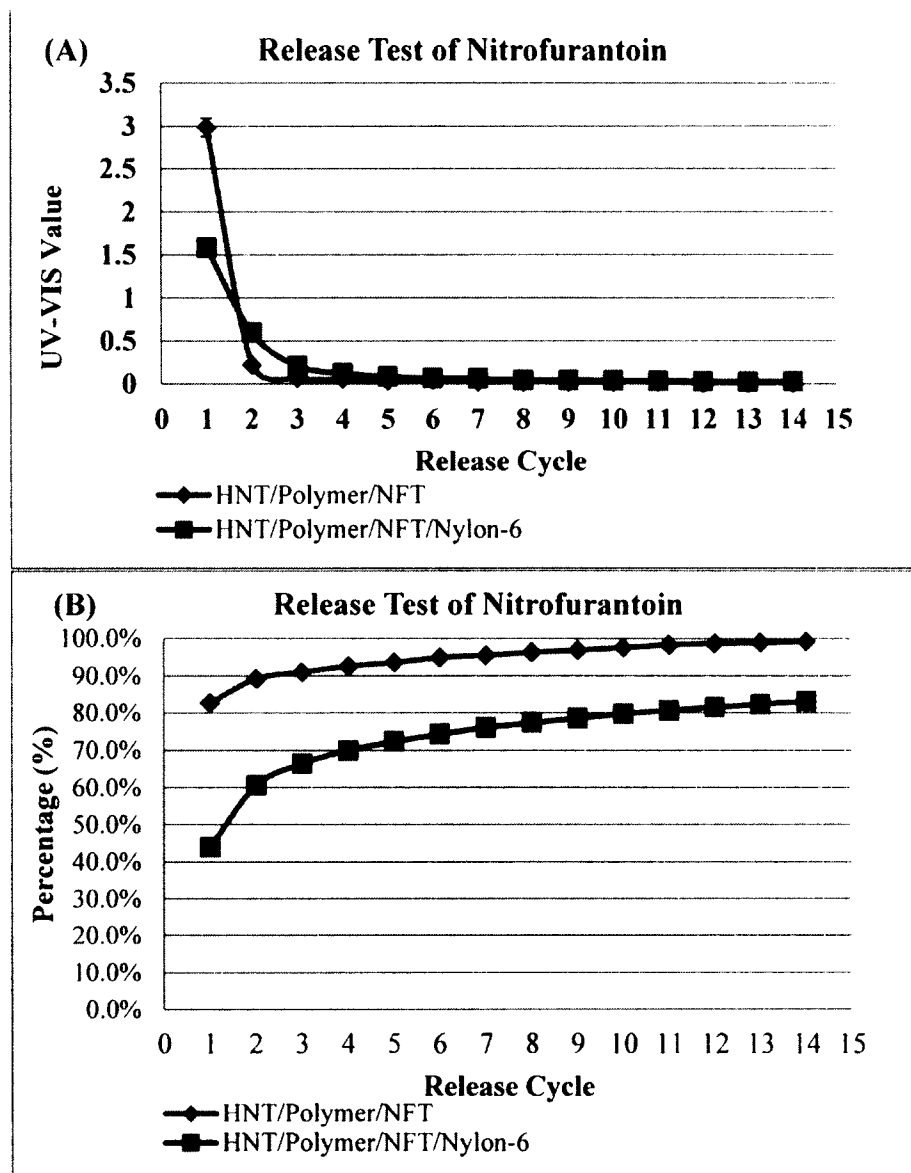 (A) Release Test of Nitrofurantoin
3.5
3
2.5
2
1.5
1
0.5
0
UV-VIS Value
0 1 2 3 4 5 6 7 8 9 10 11 12 13 14 15
Release Cycle
HNT/Polymer/NFT
HNT/Polymer/NFT/Nylon-6
(B) Release Test of Nitrofurantoin
100.0%
90.0%
80.0%
70.0%
60.0%
50.0%
40.0%
30.0%
20.0%
10.0%
0.0%
Percentage (%)
0 1 2 3 4 5 6 7 8 9 10 11 12 13 14 15
Release Cycle
HNT/Polymer/NFT
HNT/Polymer/NFT/Nylon-6